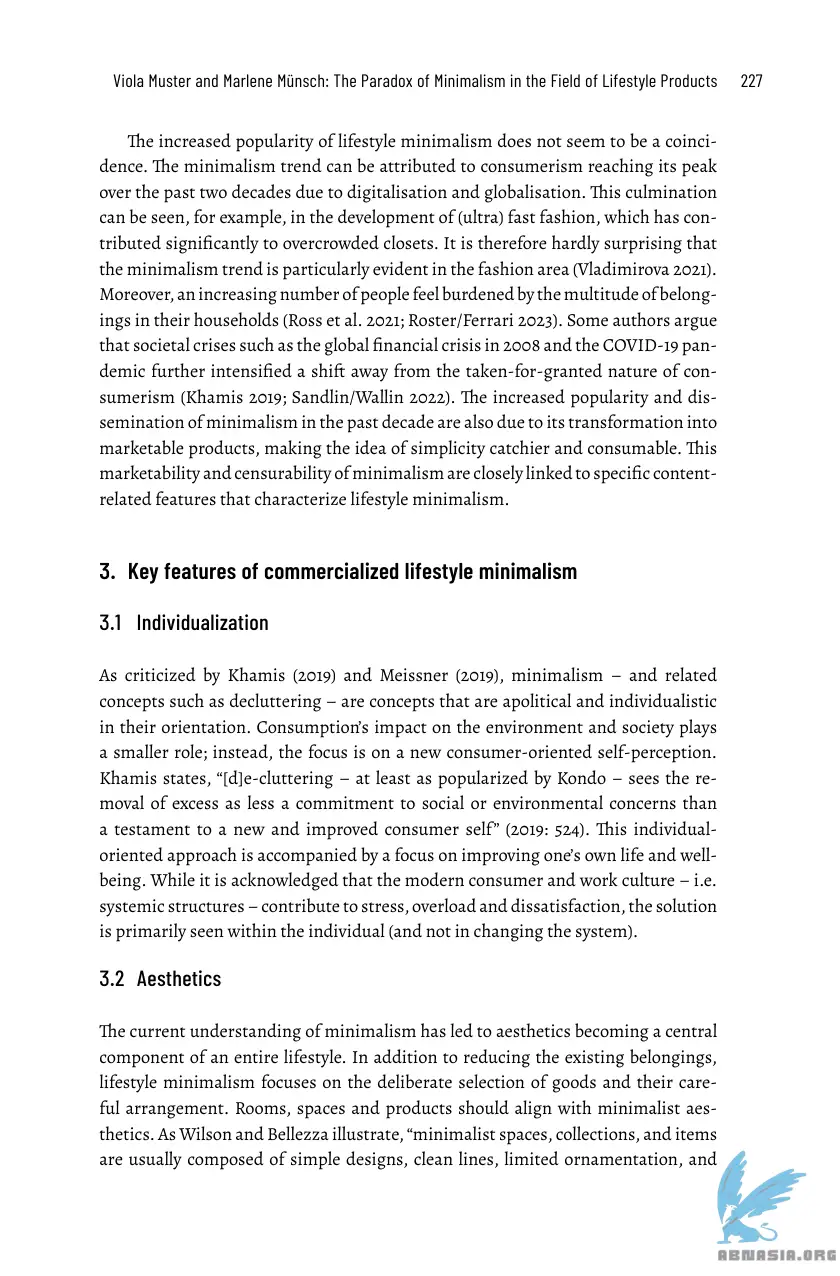 Viola Muster and Marlene Münsch: The Paradox of Minimalism in the Field of Lifestyle Products 227
The increased popularity of lifestyle minimalism does not seem to be a coinci-
dence. The minimalism trend can be attributed to consumerism reaching its peak
over the past two decades due to digitalisation and globalisation. This culmination
can be seen, for example, in the development of (ultra) fast fashion, which has con-
tributed significantly to overcrowded closets. It is therefore hardly surprising that
the minimalism trend is particularly evident in the fashion area (Vladimirova 2021).
Moreover, an increasing number of people feel burdened by the multitude of belong-
ings in their households (Ross et al. 2021; Roster/Ferrari 2023). Some authors argue
that societal crises such as the global financial crisis in 2008 and the COVID-19 pan-
demic further intensified a shift away from the taken-for-granted nature of con-
sumerism (Khamis 2019; Sandlin/Wallin 2022). The increased popularity and dis-
semination of minimalism in the past decade are also due to its transformation into
marketable products, making the idea of simplicity catchier and consumable. This
marketability and censurability of minimalism are closely linked to specific content-
related features that characterize lifestyle minimalism.
3. Key features of commercialized lifestyle minimalism
3.1 Individualization
As criticized by Khamis (2019) and Meissner (2019), minimalism – and related
concepts such as decluttering – are concepts that are apolitical and individualistic
in their orientation. Consumption’s impact on the environment and society plays
a smaller role; instead, the focus is on a new consumer-oriented self-perception.
Khamis states, “[d]e-cluttering – at least as popularized by Kondo – sees the re-
moval of excess as less a commitment to social or environmental concerns than
a testament to a new and improved consumer self” (2019: 524). This individual-
oriented approach is accompanied by a focus on improving one’s own life and well-
being. While it is acknowledged that the modern consumer and work culture – i.e.
systemic structures – contribute to stress, overload and dissatisfaction, the solution
is primarily seen within the individual (and not in changing the system).
3.2 Aesthetics
The current understanding of minimalism has led to aesthetics becoming a central
component of an entire lifestyle. In addition to reducing the existing belongings,
lifestyle minimalism focuses on the deliberate selection of goods and their care-
ful arrangement. Rooms, spaces and products should align with minimalist aes-
thetics. As Wilson and Bellezza illustrate, “minimalist spaces, collections, and items
are usually composed of simple designs, clean lines, limited ornamentation, and
ABNASIA.ORG